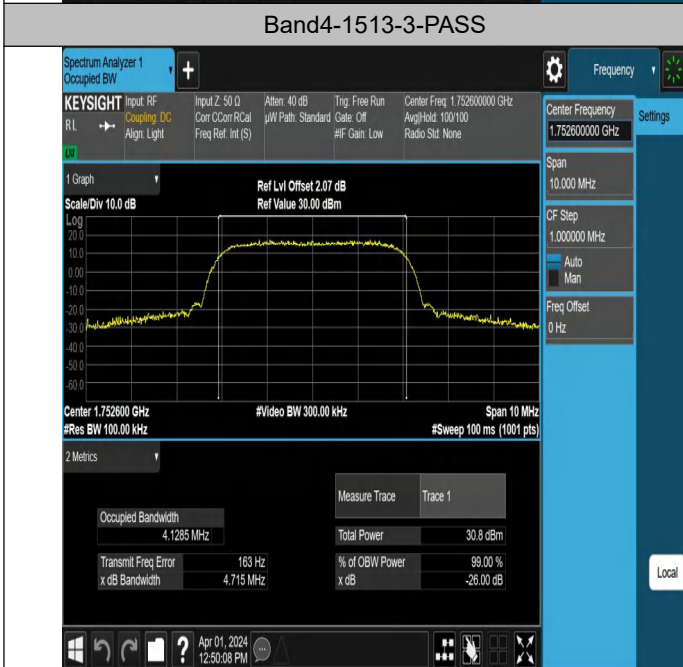 Band4-1513-3-PASS
Spectrum Analyzer 1
Occupied BW
+
Frequency
KEYSIGHT
RL
LXI
Input: RF
Coupling: DC
Align: Light
Input Z: 50 Ω
Corr CCorr RCal
Freq Ref: Int (S)
Atten: 40 dB
µW Path: Standard
Trig: Free Run
Gate: Off
#IF Gain: Low
Center Freq: 1.752600000 GHz
Avg|Hold: 100/100
Radio Std: None
Center Frequency
1.752600000 GHz
Settings
Span
10.000 MHz
CF Step
1.000000 MHz
Auto
Man
Freq Offset
0 Hz
1 Graph
Scale/Div 10.0 dB
Ref Lvl Offset 2.07 dB
Ref Value 30.00 dBm
Log
20.0
10.0
0.00
-10.0
-20.0
-30.0
-40.0
-50.0
-60.0
Center 1.752600 GHz
#Video BW 300.00 kHz
Span 10 MHz
#Res BW 100.00 kHz
#Sweep 100 ms (1001 pts)
2 Metrics
Measure Trace
Trace 1
Occupied Bandwidth
4.1285 MHz
Total Power
30.8 dBm
Transmit Freq Error
163 Hz
% of OBW Power
99.00 %
x dB Bandwidth
4.715 MHz
x dB
-26.00 dB
Local
?
Apr 01, 2024
12:50:08 PM